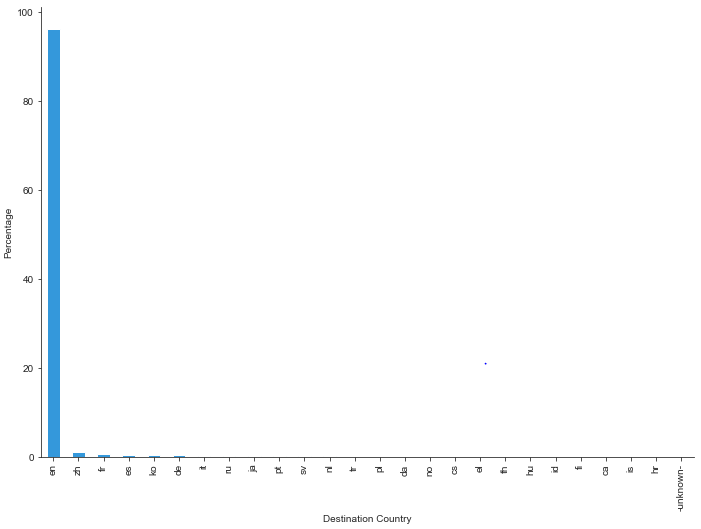 100
80
60
40
20
0
Percentage
en
zh
fr
es
ko
de
it
ru
ja
pt
sv
nl
tr
pl
da
no
cs
el
th
hu
id
fi
ca
is
hr
-unknown-
Destination Country